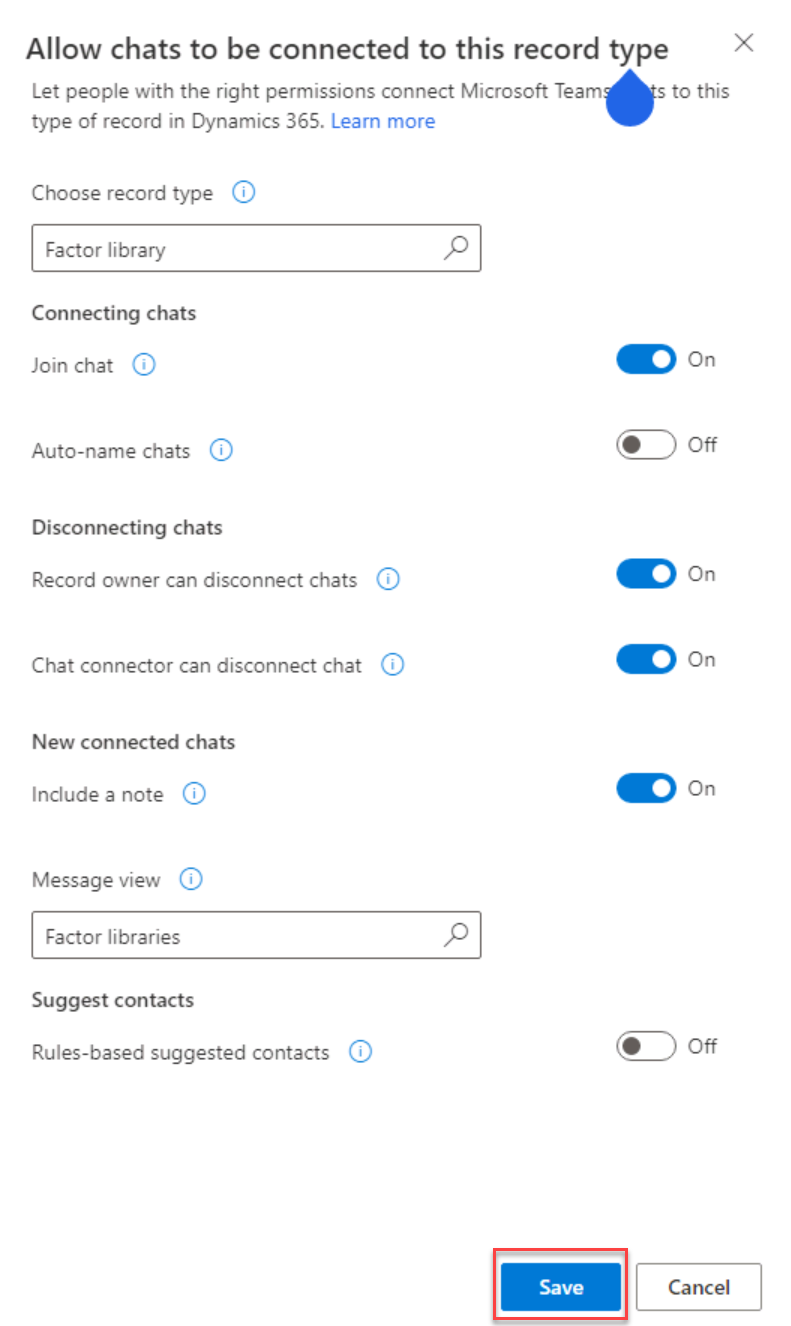 Allow chats to be connected to this record type
Let people with the right permissions connect Microsoft Teams to this
type of record in Dynamics 365. Learn more
Choose record type
Factor library
Connecting chats
Join chat
On
Auto-name chats
Off
Disconnecting chats
Record owner can disconnect chats
On
Chat connector can disconnect chat
On
New connected chats
Include a note
On
Message view
Factor libraries
Suggest contacts
Rules-based suggested contacts
Off
Save
Cancel